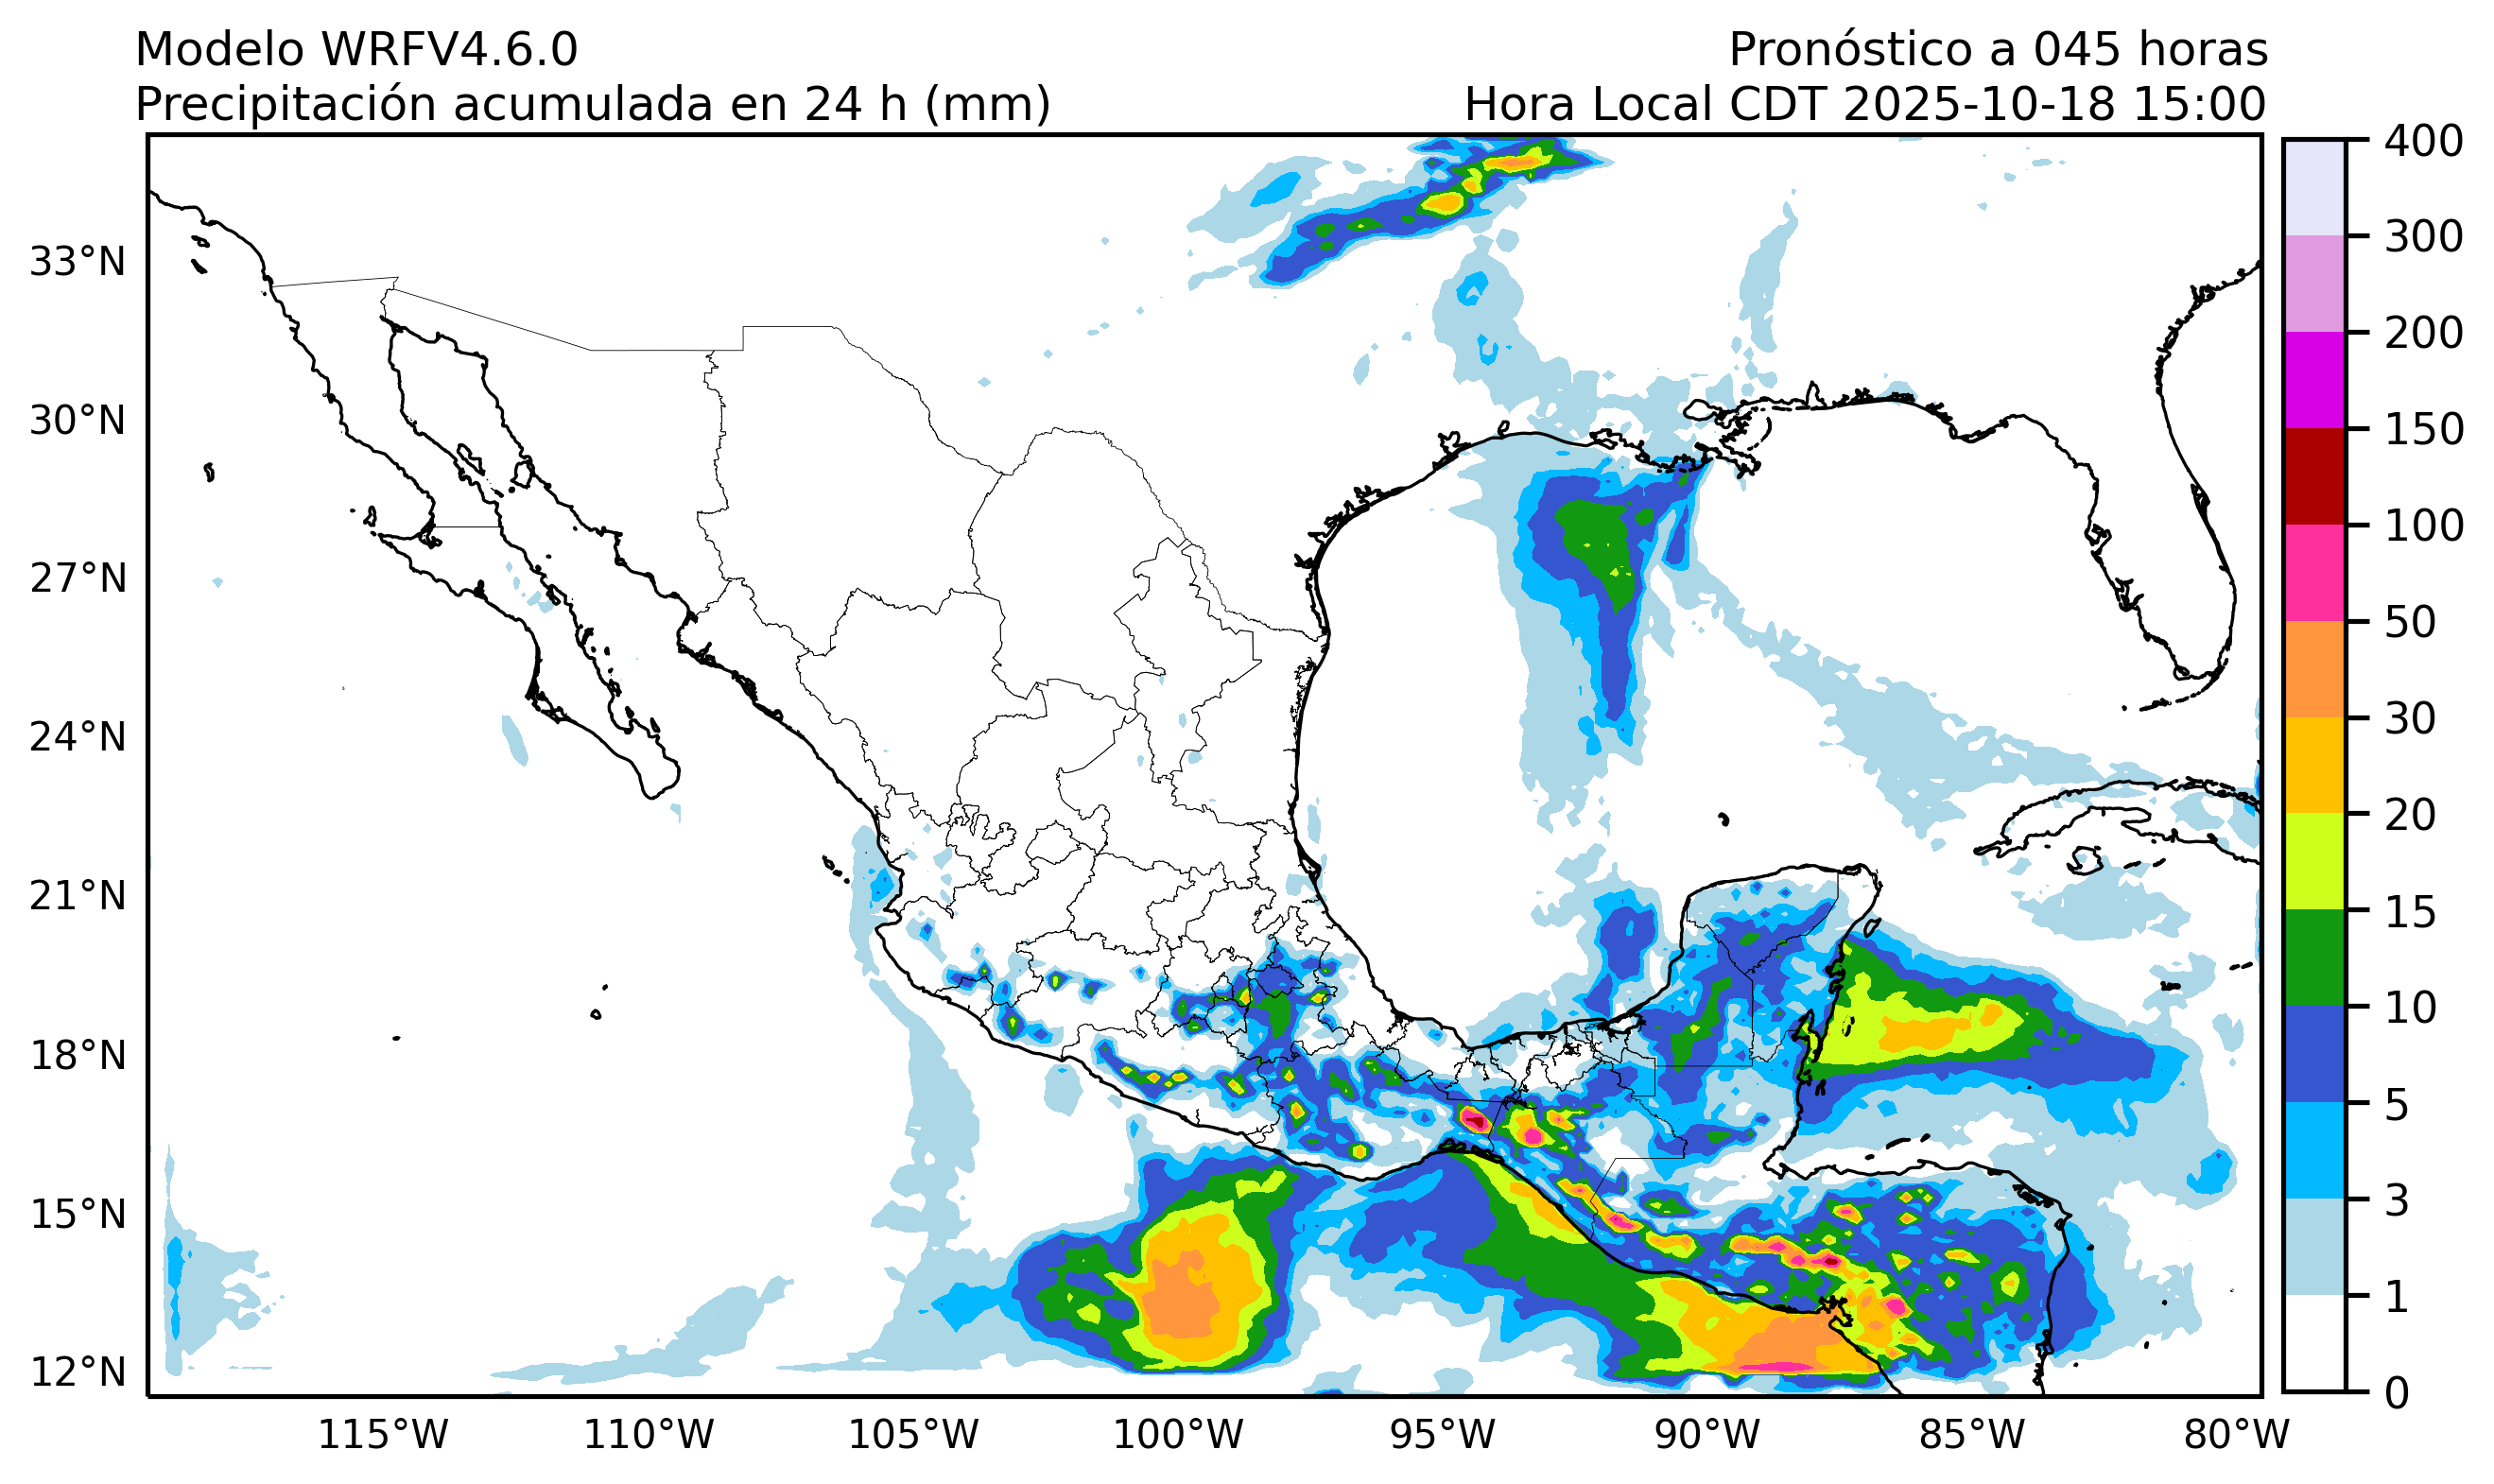 Modelo WRFV4.6.0
Pronóstico a 045 horas
Precipitación acumulada en 24 h (mm)
Hora Local CDT 2025-10-18 15:00
33°N
30°N
27°N
24°N
21°N
18°N
15°N
12°N
115°W
110°W
105°W
100°W
95°W
90°W
85°W
80°W
400
300
200
150
100
50
30
20
15
10
5
3
1
0